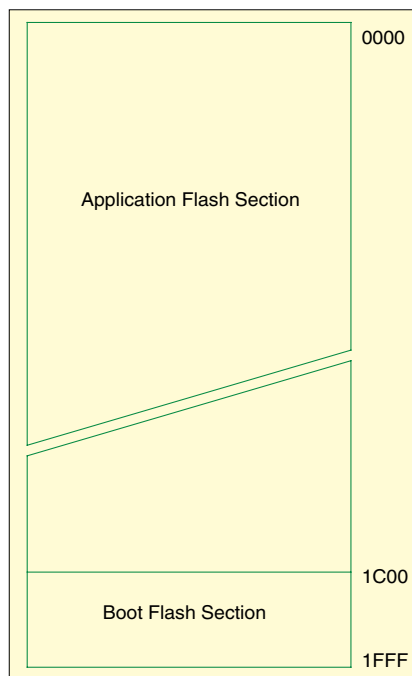 0000
Application Flash Section
1C00
Boot Flash Section
1FFF